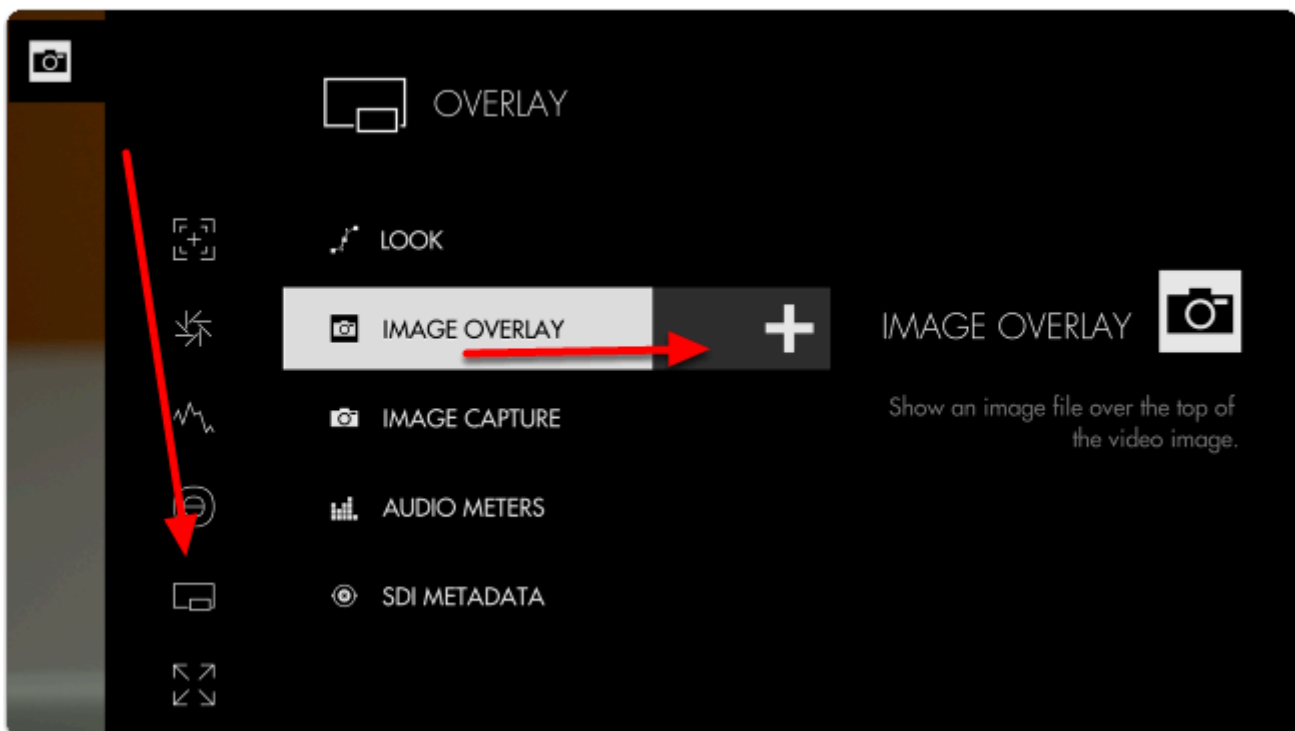 OVERLAY
LOOK
IMAGE OVERLAY
IMAGE CAPTURE
AUDIO METERS
SDI METADATA
IMAGE OVERLAY
Show an image file over the top of
the video image.